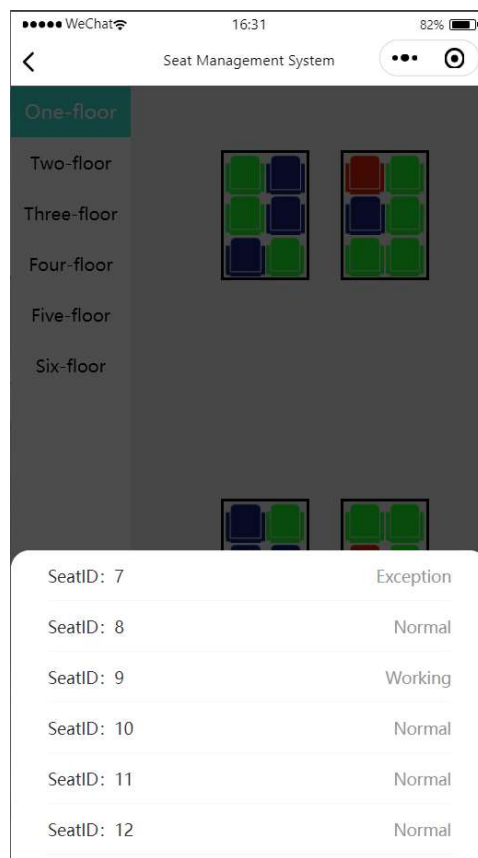 WeChat 16:31 82%
Seat Management System
One-floor
Two-floor
Three-floor
Four-floor
Five-floor
Six-floor
SeatID: 7 Exception
SeatID: 8 Normal
SeatID: 9 Working
SeatID: 10 Normal
SeatID: 11 Normal
SeatID: 12 Normal